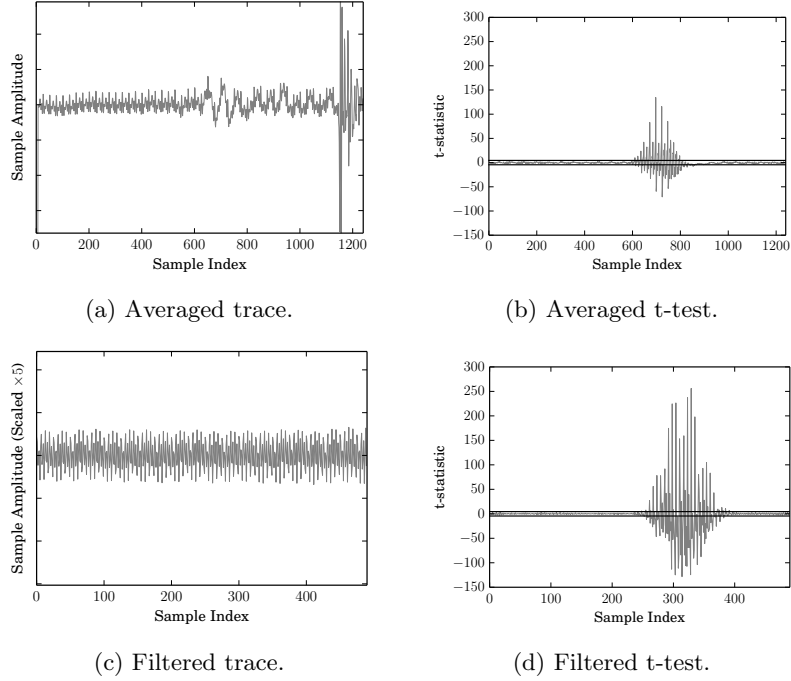 Sample Amplitude
0 200 400 600 800 1000 1200
Sample Index
(a) Averaged trace.
t-statistic
300
250
200
150
100
50
0
−50
−100
−150
0 200 400 600 800 1000 1200
Sample Index
(b) Averaged t-test.
Sample Amplitude (Scaled ×5)
0 100 200 300 400
Sample Index
(c) Filtered trace.
t-statistic
300
250
200
150
100
50
0
−50
−100
−150
0 100 200 300 400
Sample Index
(d) Filtered t-test.